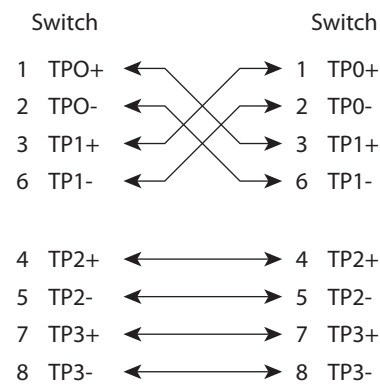 Switch Switch
1 TPO+ 1 TP0+
2 TPO- 2 TP0-
3 TP1+ 3 TP1+
6 TP1- 6 TP1-
4 TP2+ 4 TP2+
5 TP2- 5 TP2-
7 TP3+ 7 TP3+
8 TP3- 8 TP3-